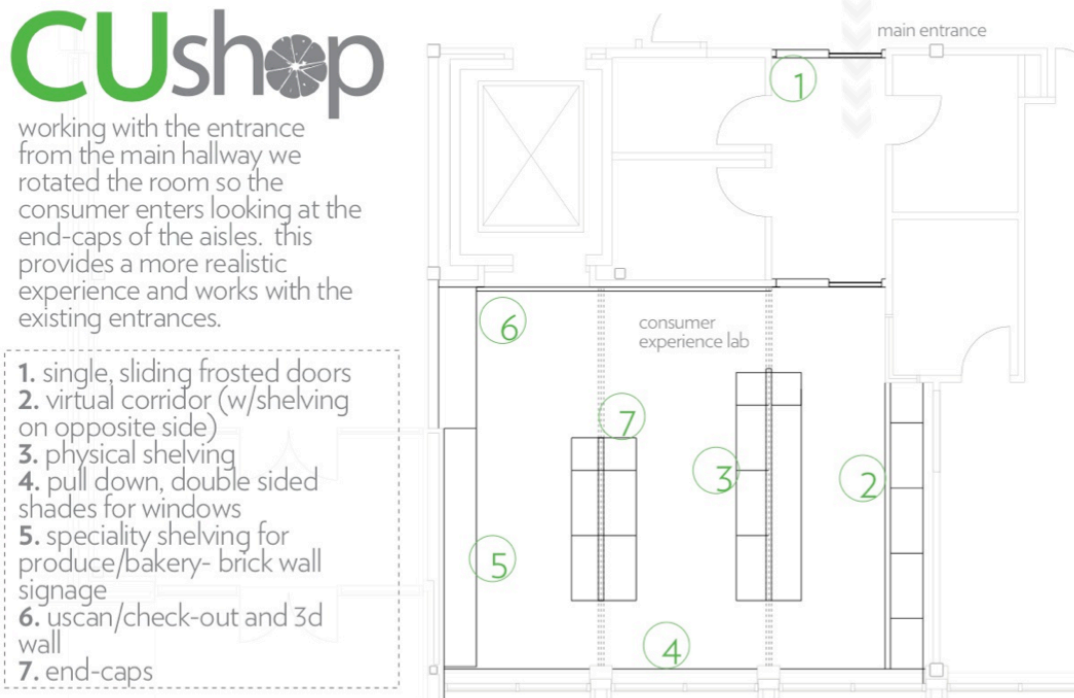 CUshop
working with the entrance
from the main hallway we
rotated the room so the
consumer enters looking at the
end-caps of the aisles. this
provides a more realistic
experience and works with the
existing entrances.
1. single, sliding frosted doors
2. virtual corridor (w/shelving
on opposite side)
3. physical shelving
4. pull down, double sided
shades for windows
5. speciality shelving for
produce/bakery- brick wall
signage
6. uscan/check-out and 3d
wall
7. end-caps
main entrance
1
6
consumer
experience lab
7
3
2
5
4